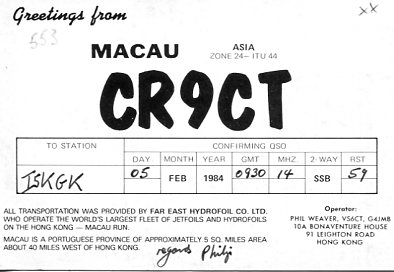 Greetings from
XX
553
MACAU
ASIA
ZONE 24 - ITU 44
CR9CT
TO STATION
CONFIRMING QSO
DAY MONTH YEAR GMT MHZ 2-WAY RST
ISKGK 05 FEB 1984 0930 14 SSB 59
ALL TRANSPORTATION WAS PROVIDED BY FAR EAST HYDROFOIL CO. LTD.
WHO OPERATE THE WORLD'S LARGEST FLEET OF JETFOILS AND HYDROFOILS
ON THE HONG KONG — MACAU RUN.
MACAU IS A PORTUGUESE PROVINCE OF APPROXIMATELY 5 SQ. MILES AREA
ABOUT 40 MILES WEST OF HONG KONG.
regards Philip
Operator:
PHIL WEAVER, VS6CT, G4JMB
10A BONAVENTURE HOUSE
91 LEIGHTON ROAD
HONG KONG